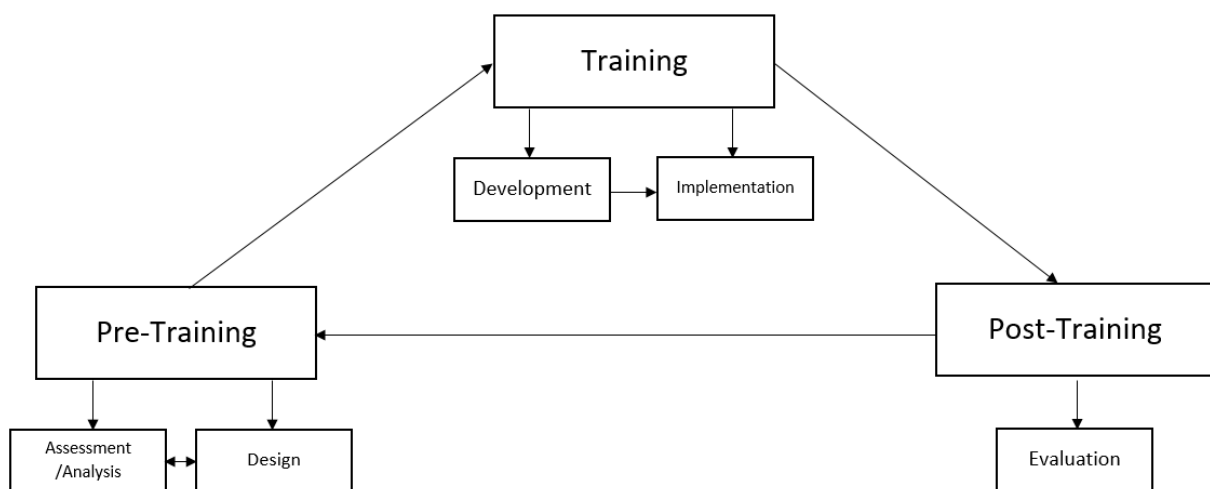 Training
Development
Implementation
Pre-Training
Post-Training
Assessment
/Analysis
Design
Evaluation